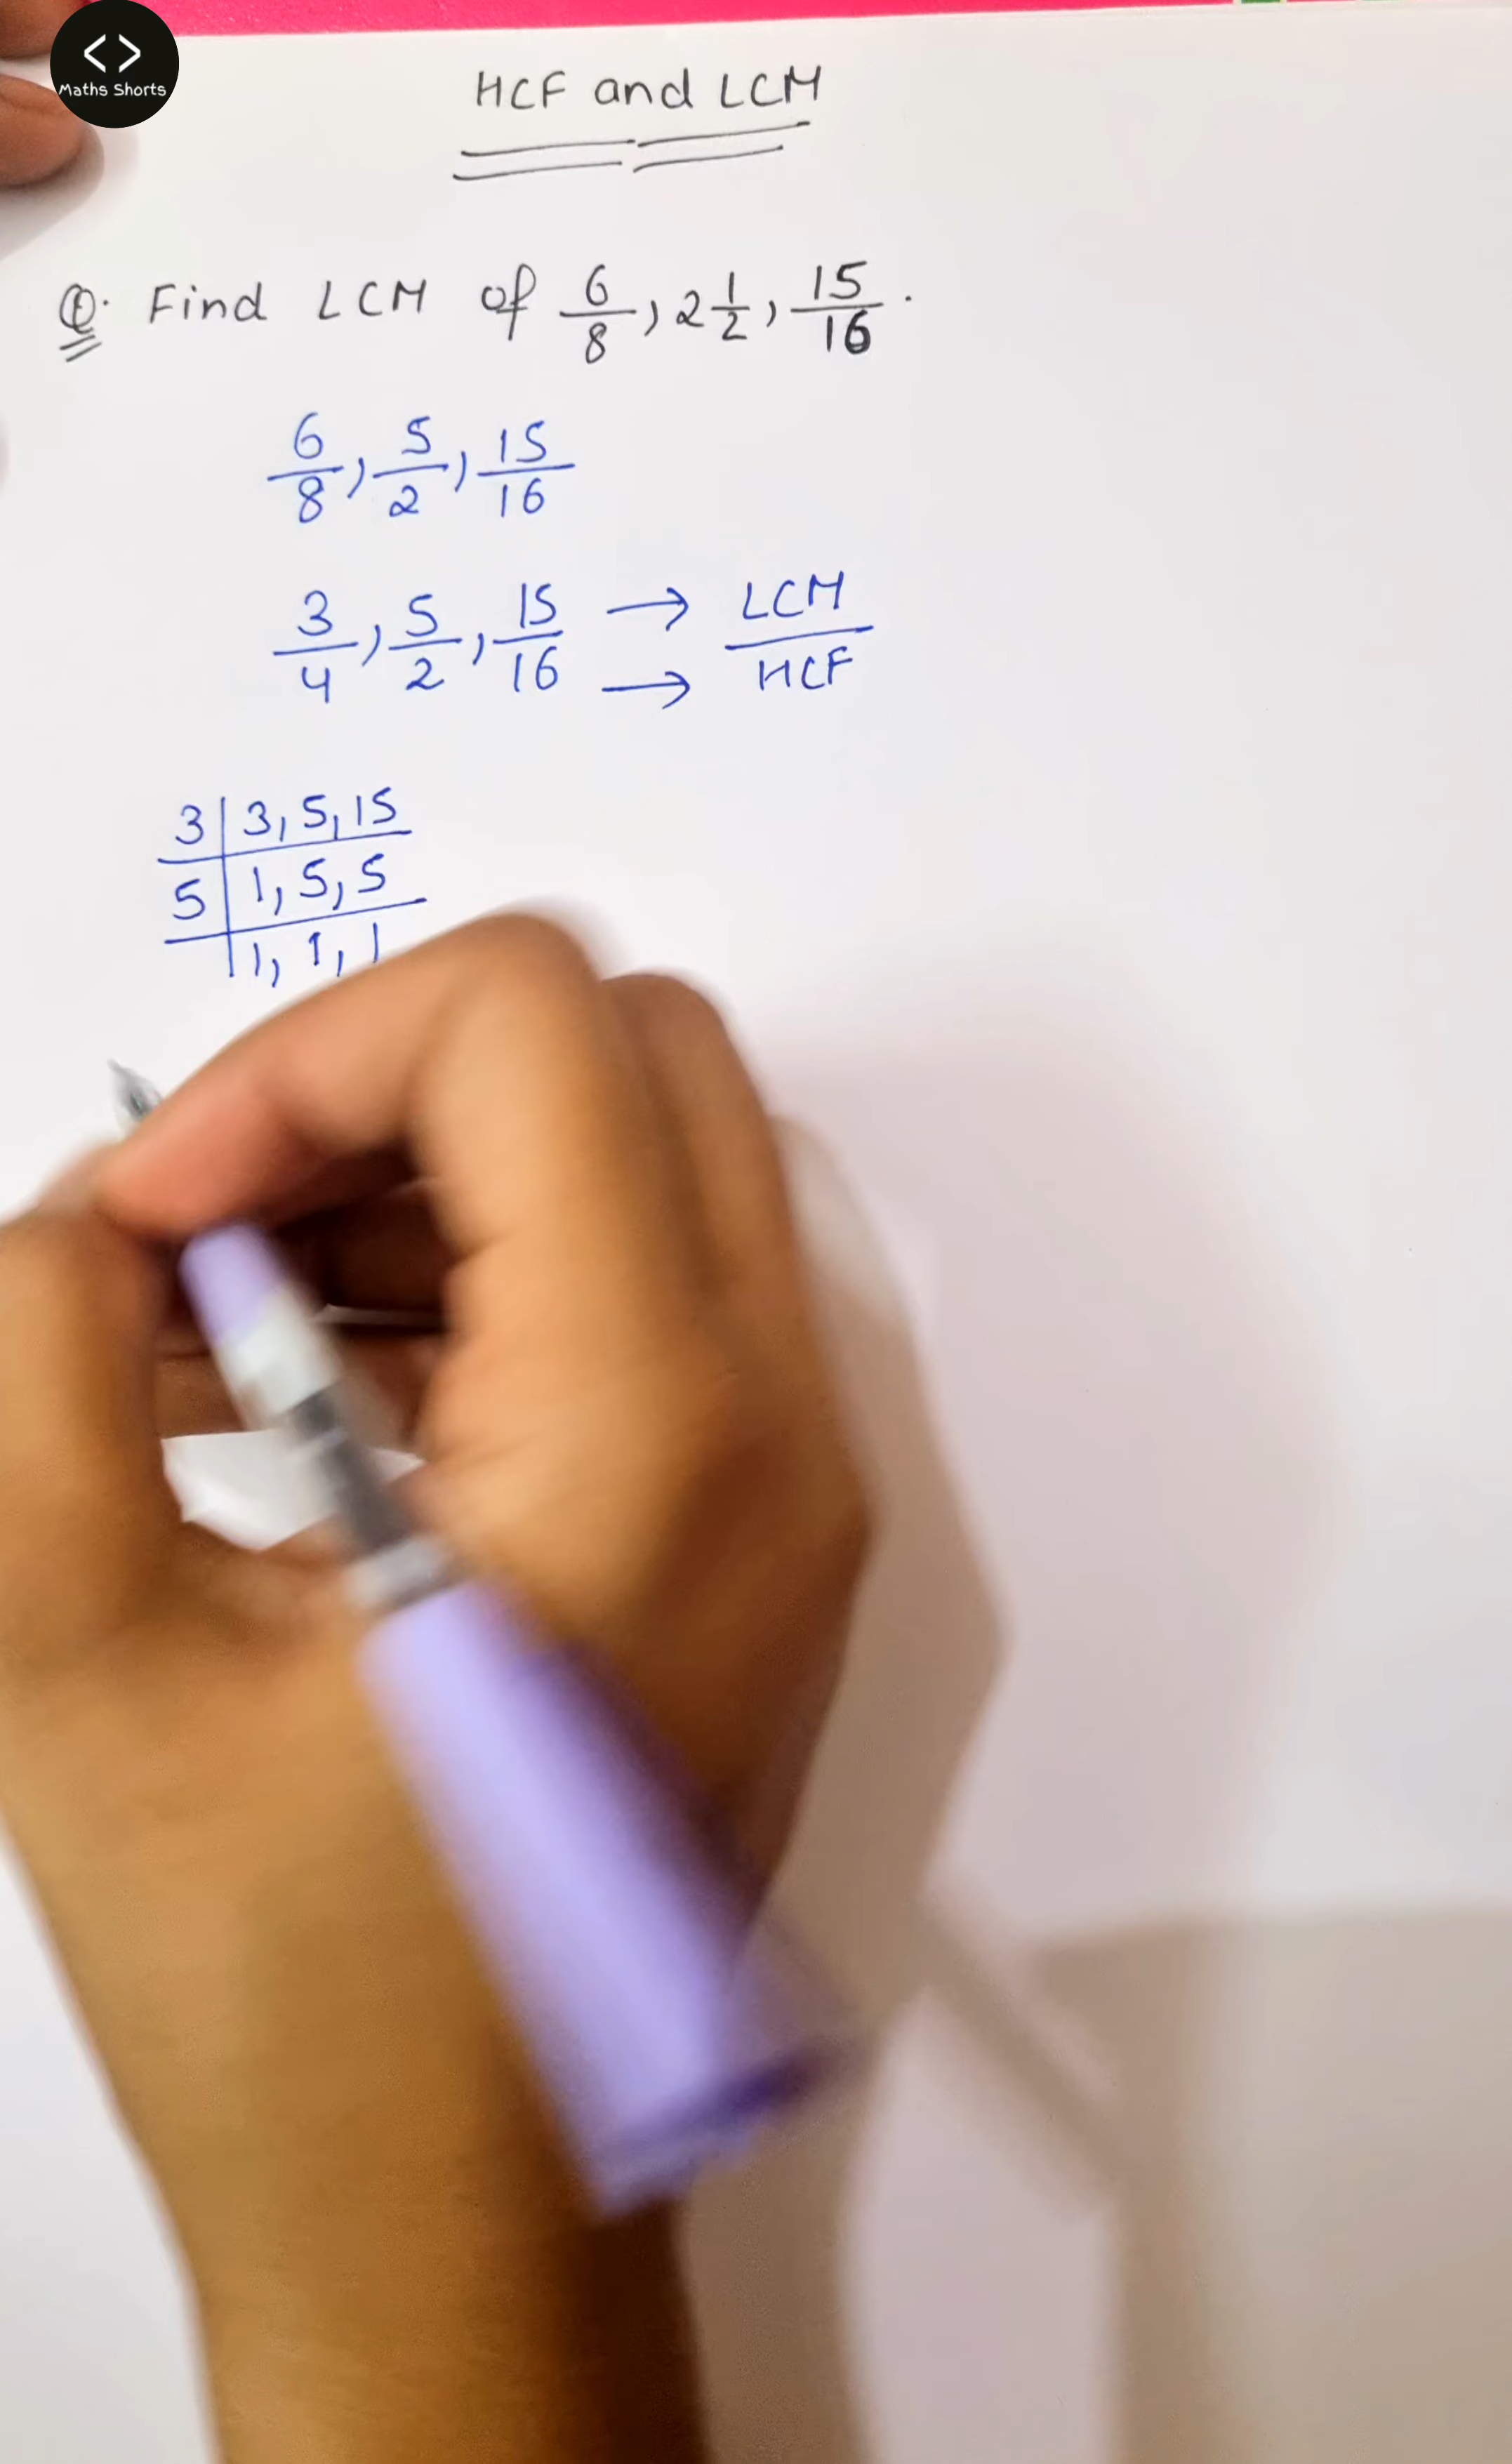 <>
Maths Shorts
HCF and LCM
Q. Find LCM of 6/8, 2 1/2, 15/16.
6/8, 5/2, 15/16
3/4, 5/2, 15/16 → LCM
→ HCF
3 | 3, 5, 15
5 | 1, 5, 5
| 1, 1, 1